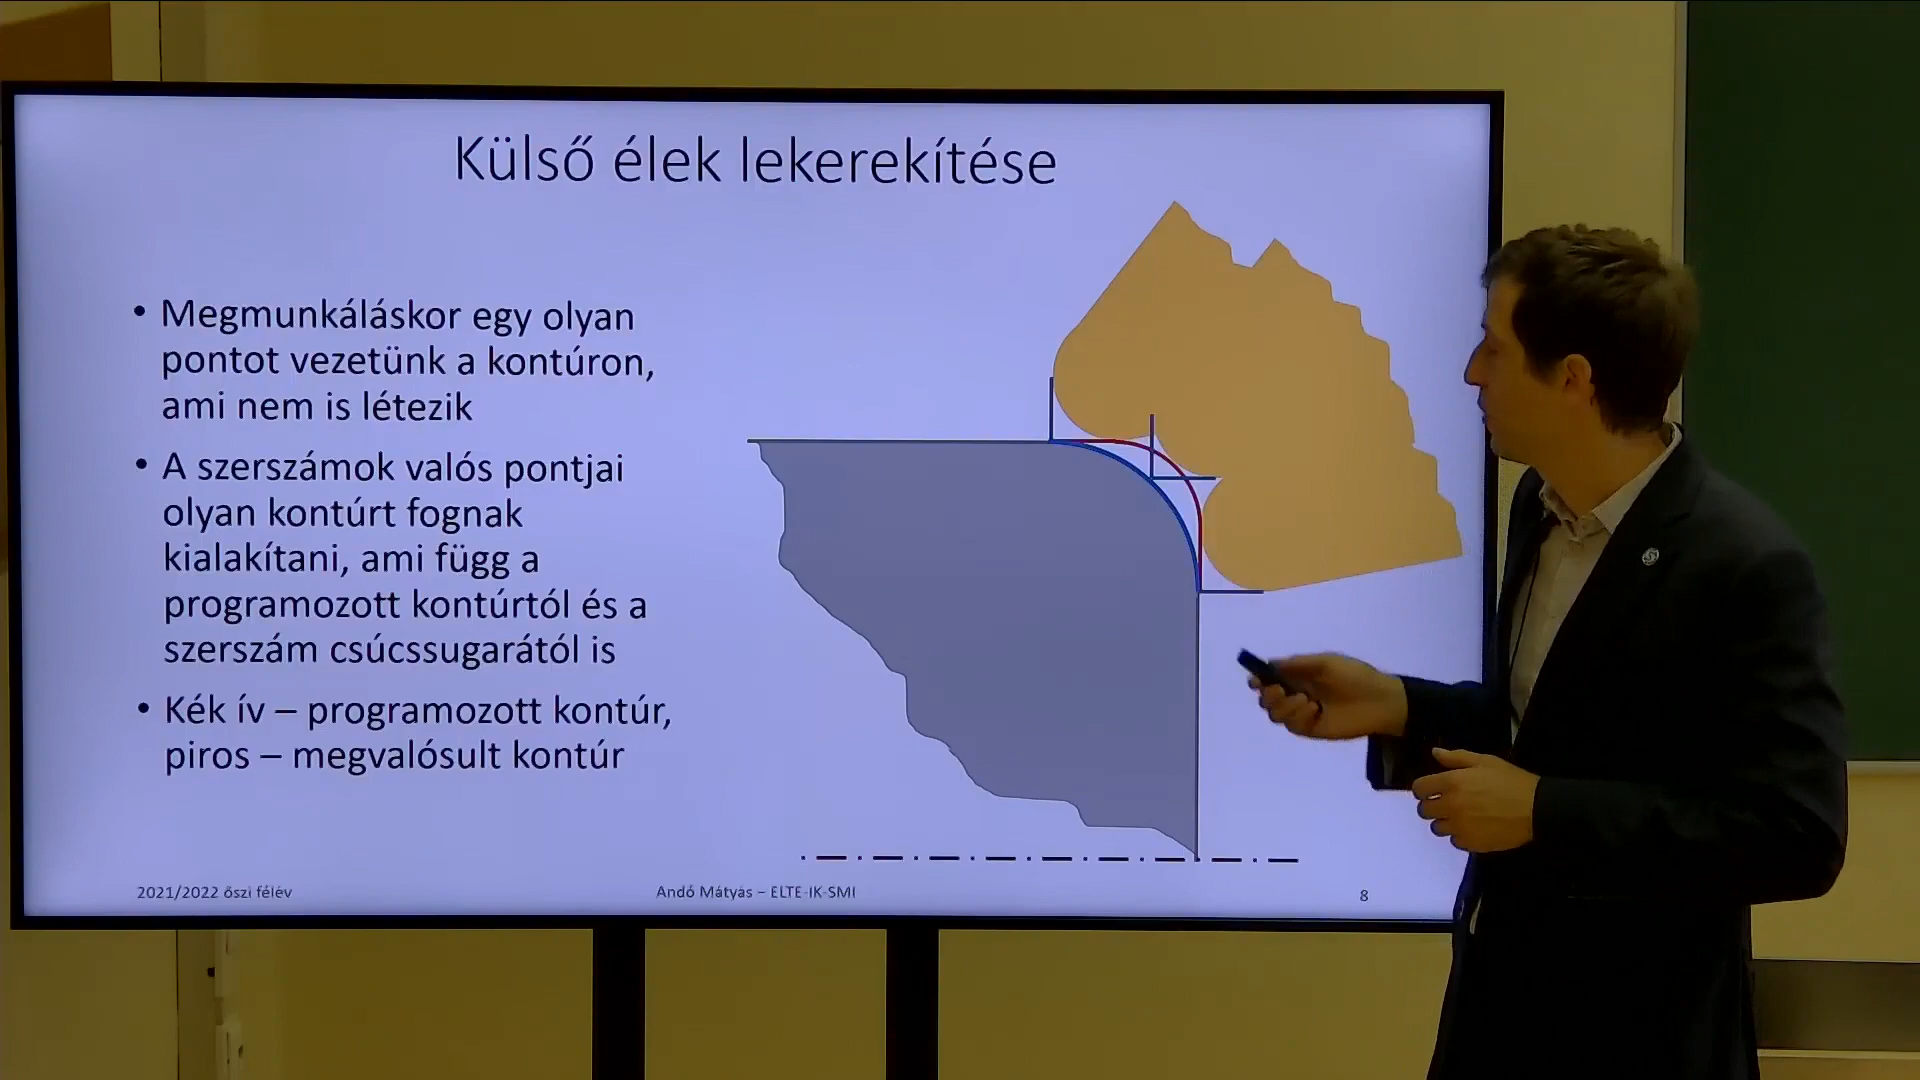 Külső élek lekerekítése
• Megmunkáláskor egy olyan
pontot vezetünk a kontúron,
ami nem is létezik
• A szerszámok valós pontjai
olyan kontúrt fognak
kialakítani, ami függ a
programozott kontúrtól és a
szerszám csúcssugarától is
• Kék ív – programozott kontúr,
piros – megvalósult kontúr
2021/2022 őszi félév
Andó Mátyás – ELTE-IK-SMI
8